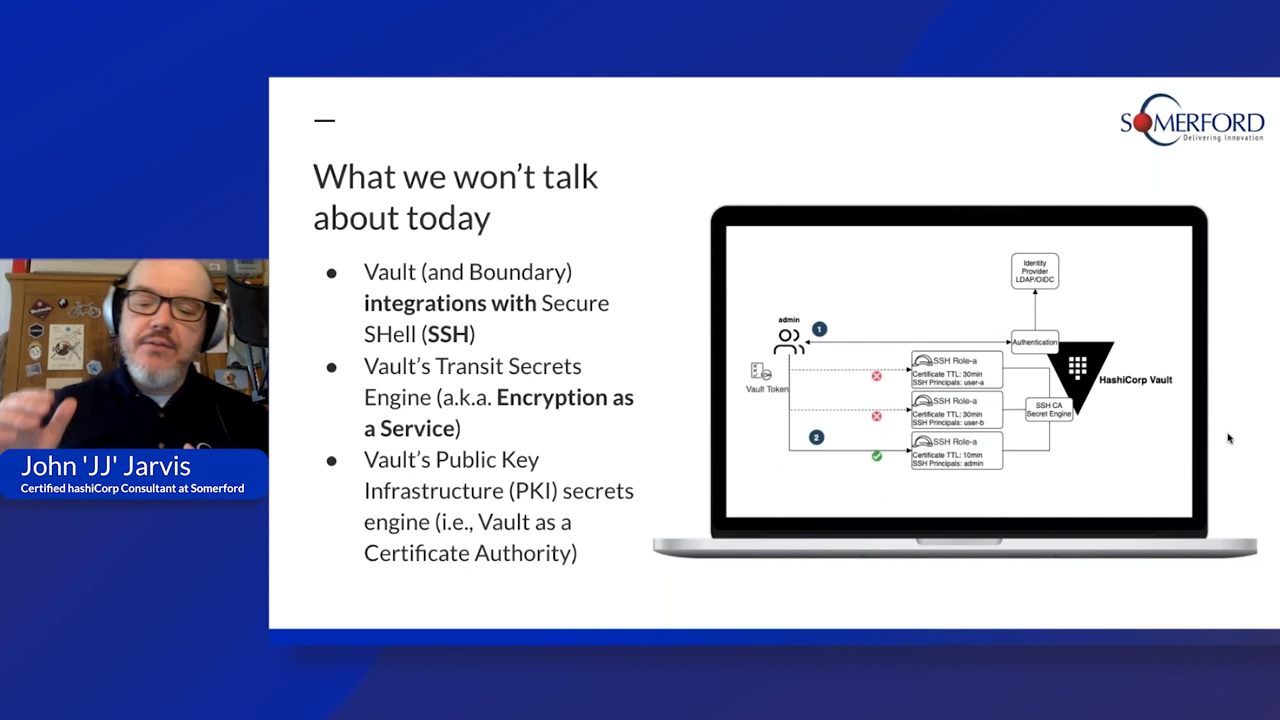 SOMERFORD
Delivering Innovation
What we won’t talk
about today
● Vault (and Boundary)
integrations with Secure
SHell (SSH)
● Vault’s Transit Secrets
Engine (a.k.a. Encryption as
a Service)
● Vault’s Public Key
Infrastructure (PKI) secrets
engine (i.e., Vault as a
Certificate Authority)
Identity
Provider
LDAP/OIDC
admin
1
Authentication
Vault Token
SSH Role-a
Certificate TTL: 30min
SSH Principals: user-a
HashiCorp Vault
SSH Role-a
Certificate TTL: 30min
SSH Principals: user-b
SSH CA
Secret Engine
2
SSH Role-a
Certificate TTL: 10min
SSH Principals: admin
John 'JJ' Jarvis
Certified hashiCorp Consultant at Somerford